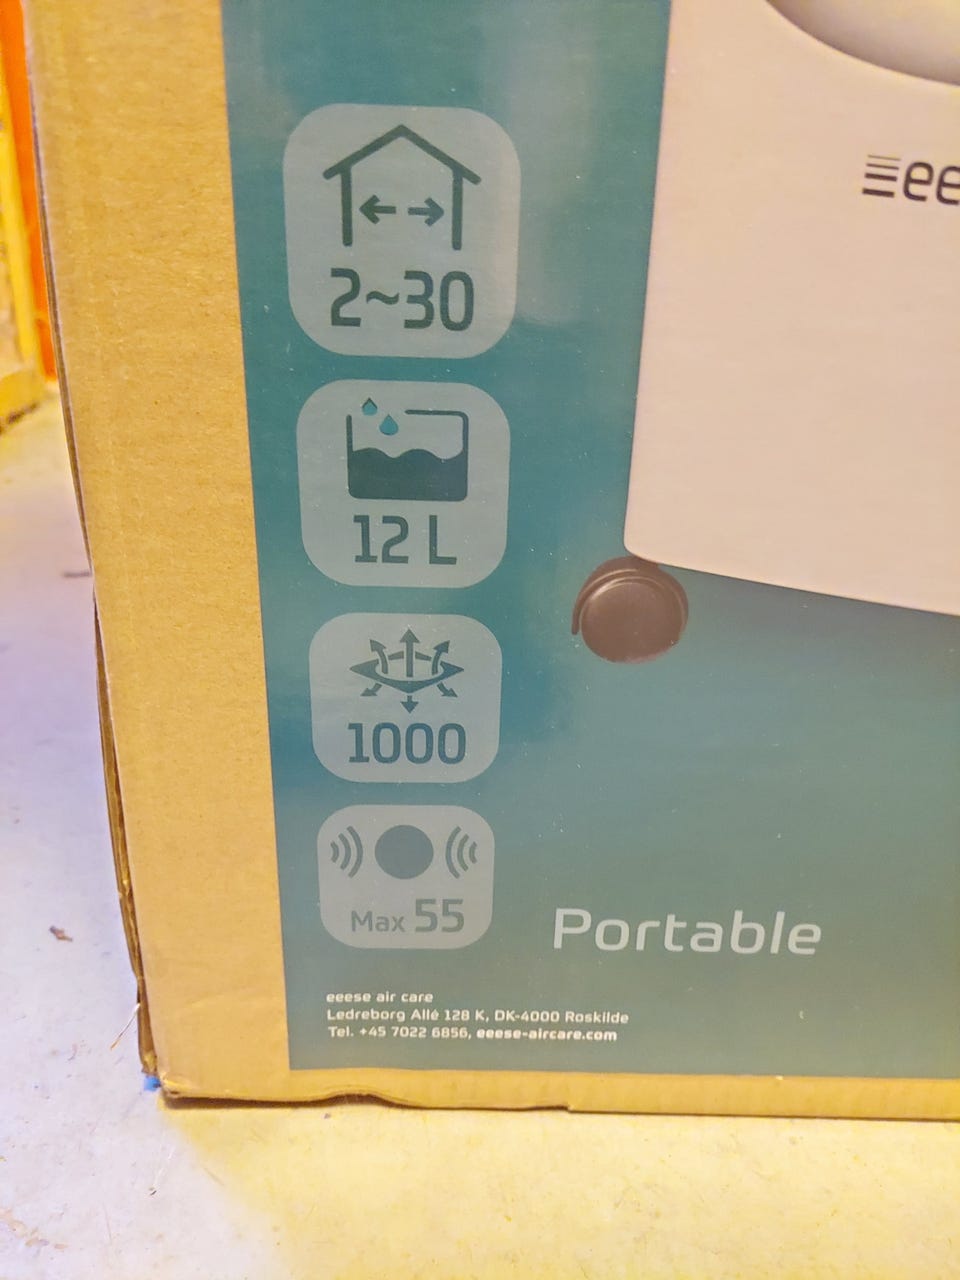 2~30
12 L
1000
Max 55
Portable
eeese air care
Ledreborg Allé 128 K, DK-4000 Roskilde
Tel. +45 7022 6856, eeese-aircare.com